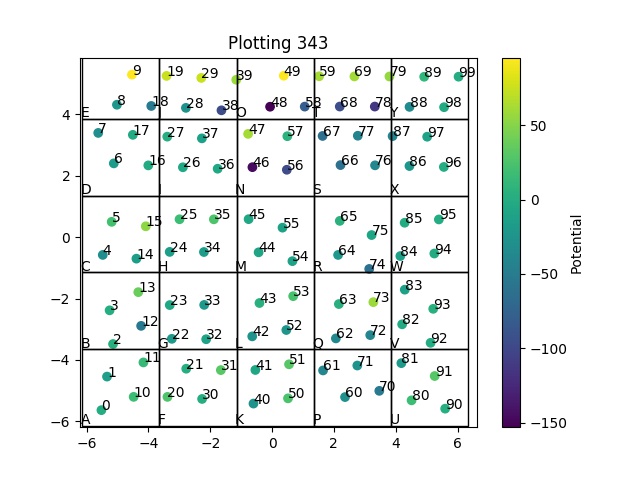 Plotting 343
9 19 29 39 49 59 69 79 89 99
8 18 28 38 48 58 68 78 88 98
E J O T Y
4
7 17 27 37 47 57 67 77 87 97
6 16 26 36 46 56 66 76 86 96
D I N S X
2
5 15 25 35 45 55 65 75 85 95
4 14 24 34 44 54 64 74 84 94
C H M R W
0
3 13 23 33 43 53 63 73 83 93
2 12 22 32 42 52 62 72 82 92
B G L Q V
−2
1 11 21 31 41 51 61 71 81 91
0 10 20 30 40 50 60 70 80 90
A F K P U
−4
−6
−6 −4 −2 0 2 4 6
50
0
−50
−100
−150
Potential